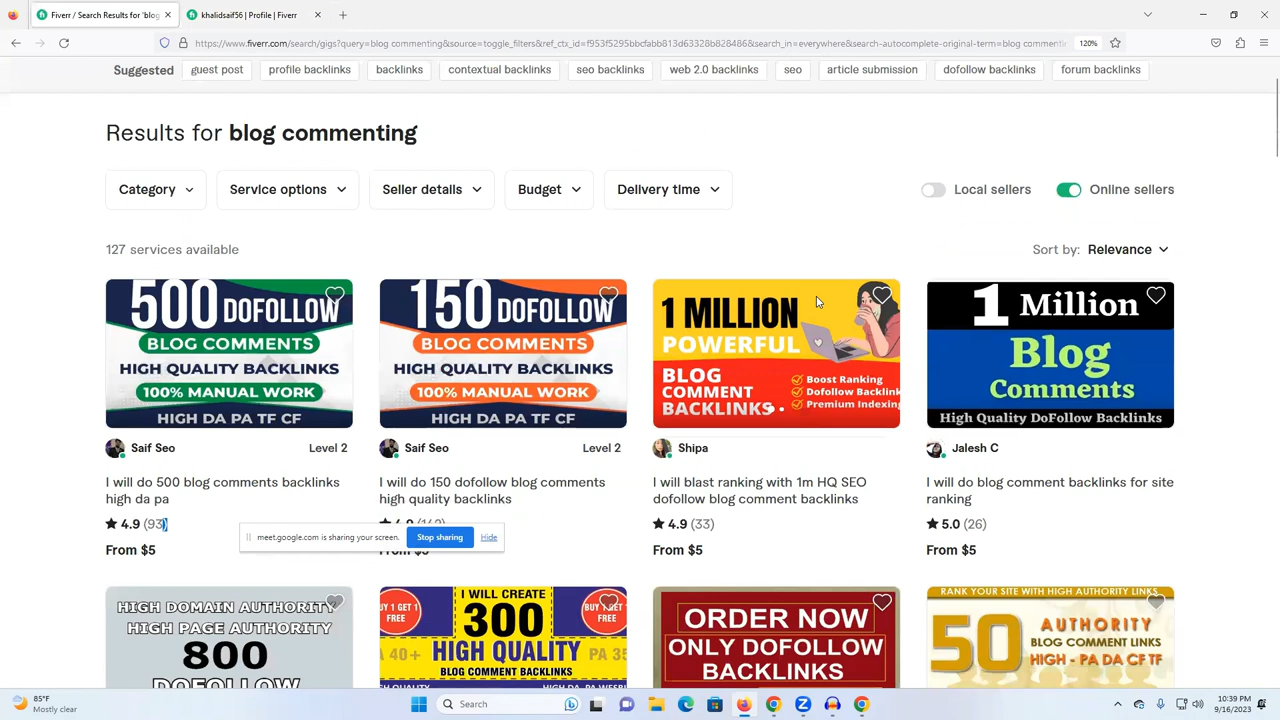 Fiverr / Search Results for 'blog
khalidsaif56 | Profile | Fiverr
https://www.fiverr.com/search/gigs?query=blog commenting&source=toggle_filters&ref_ctx_id=f953f5295bbcfabb813d63328b828486&search_in=everywhere&search-autocomplete-original-term=blog commenti
120%
Suggested
guest post
profile backlinks
backlinks
contextual backlinks
seo backlinks
web 2.0 backlinks
seo
article submission
dofollow backlinks
forum backlinks
Results for blog commenting
Category
Service options
Seller details
Budget
Delivery time
Local sellers
Online sellers
127 services available
Sort by: Relevance
500 DOFOLLOW
BLOG COMMENTS
HIGH QUALITY BACKLINKS
100% MANUAL WORK
HIGH DA PA TF CF
150 DOFOLLOW
BLOG COMMENTS
HIGH QUALITY BACKLINKS
100% MANUAL WORK
HIGH DA PA TF CF
1 MILLION
POWERFUL
BLOG
COMMENT
BACKLINKS
Boost Ranking
Dofollow Backlink
Premium Indexing
1 Million
Blog
Comments
High Quality DoFollow Backlinks
Saif Seo
Level 2
Saif Seo
Level 2
Shipa
Jalesh C
I will do 500 blog comments backlinks
high da pa
I will do 150 dofollow blog comments
high quality backlinks
I will blast ranking with 1m HQ SEO
dofollow blog comment backlinks
I will do blog comment backlinks for site
ranking
4.9 (93)
4.9 (33)
5.0 (26)
meet.google.com is sharing your screen.
Stop sharing
Hide
From $5
From $5
From $5
From $5
HIGH DOMAIN AUTHORITY
HIGH PAGE AUTHORITY
800
DOFOLLOW
UY 1 GET 1
FREE
I WILL CREATE
300
BUY 1 GET 1
FREE
A 40+
HIGH QUALITY
PA 35
BLOG COMMENT BACKLINKS
ORDER NOW
ONLY DOFOLLOW
BACKLINKS
RANK YOUR SITE WITH HIGH AUTHORITY LINKS
50
AUTHORITY
BLOG COMMENT LINKS
HIGH - PA DA CF TF
85°F
Mostly clear
Search
10:39 PM
9/16/2023